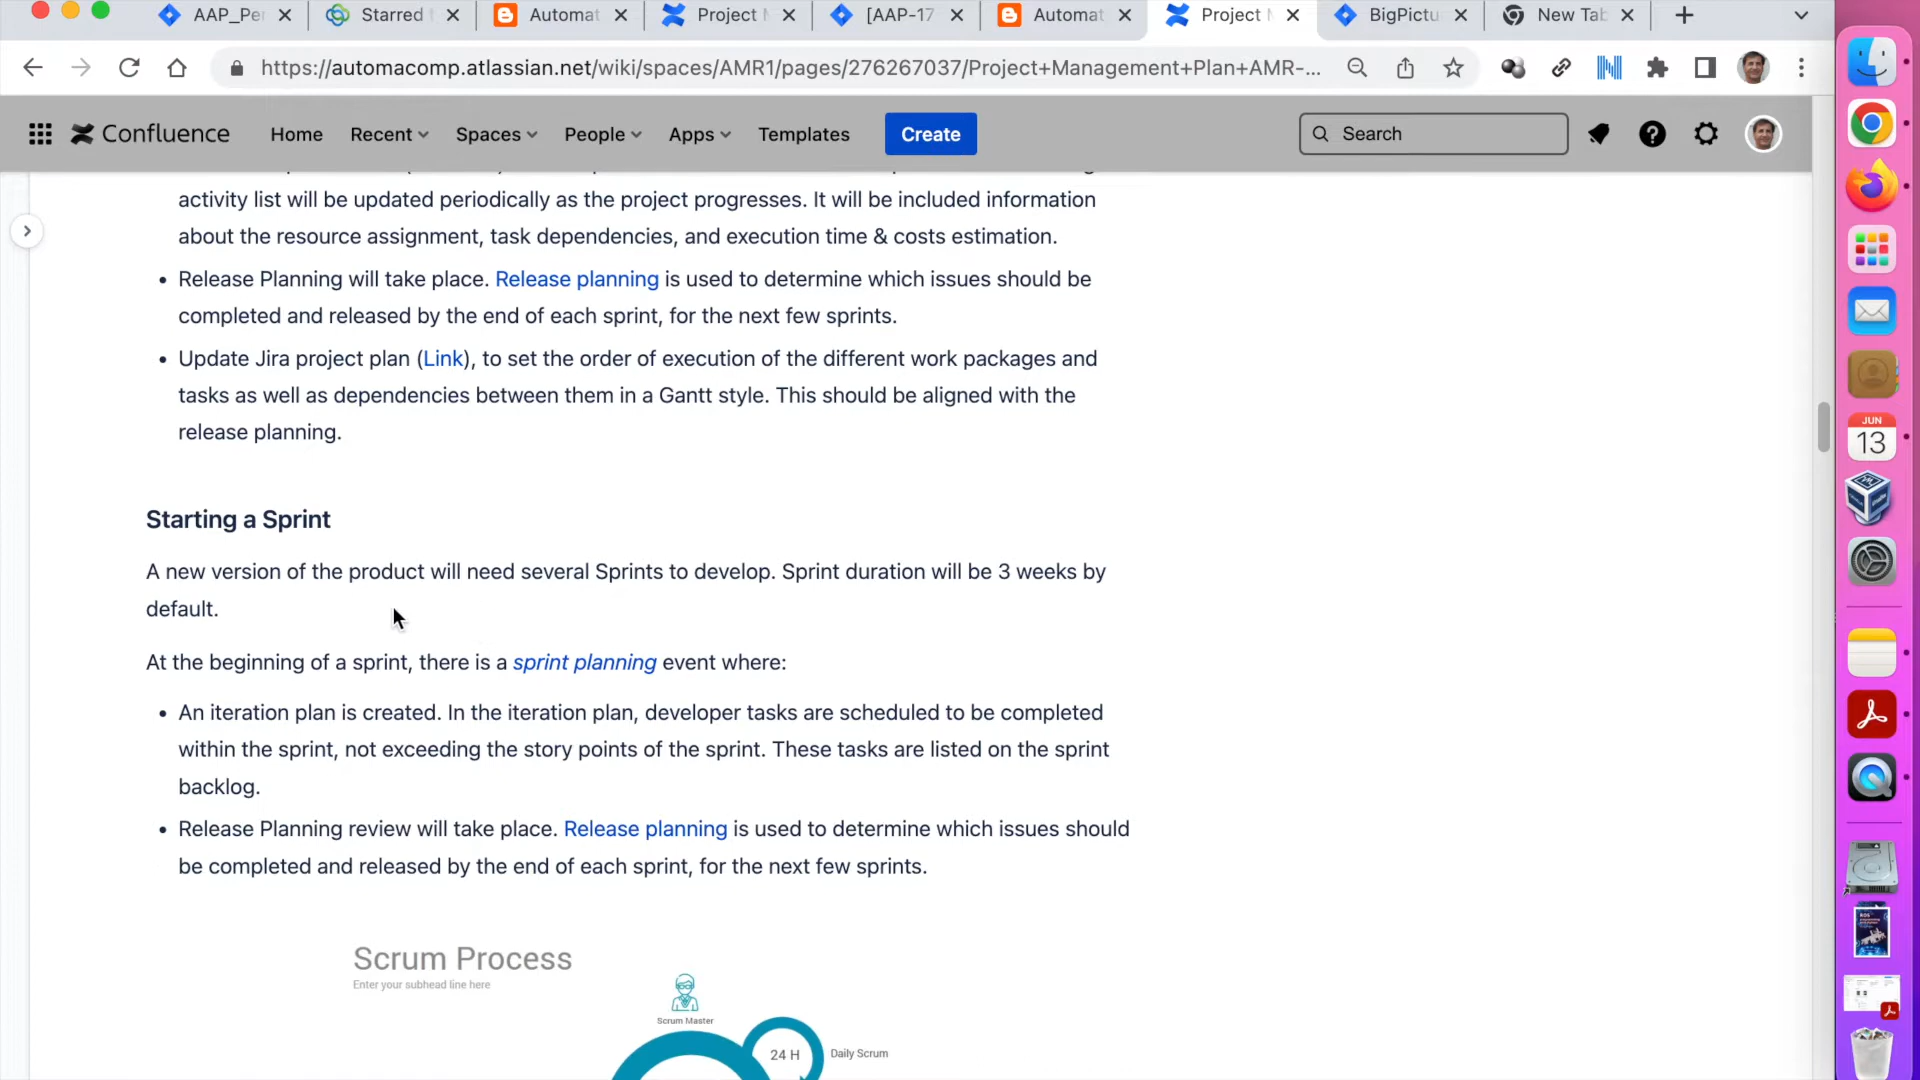 AAP_Pe
Starred
Automat
Project M
[AAP-17
Automat
Project M
BigPictu
New Tab
https://automacomp.atlassian.net/wiki/spaces/AMR1/pages/276267037/Project+Management+Plan+AMR-...
Confluence
Home
Recent
Spaces
People
Apps
Templates
Create
Search
activity list will be updated periodically as the project progresses. It will be included information
about the resource assignment, task dependencies, and execution time & costs estimation.
• Release Planning will take place. Release planning is used to determine which issues should be
completed and released by the end of each sprint, for the next few sprints.
• Update Jira project plan (Link), to set the order of execution of the different work packages and
tasks as well as dependencies between them in a Gantt style. This should be aligned with the
release planning.
Starting a Sprint
A new version of the product will need several Sprints to develop. Sprint duration will be 3 weeks by
default.
At the beginning of a sprint, there is a sprint planning event where:
• An iteration plan is created. In the iteration plan, developer tasks are scheduled to be completed
within the sprint, not exceeding the story points of the sprint. These tasks are listed on the sprint
backlog.
• Release Planning review will take place. Release planning is used to determine which issues should
be completed and released by the end of each sprint, for the next few sprints.
Scrum Process
Enter your subhead line here
Scrum Master
24 H
Daily Scrum
JUN
13